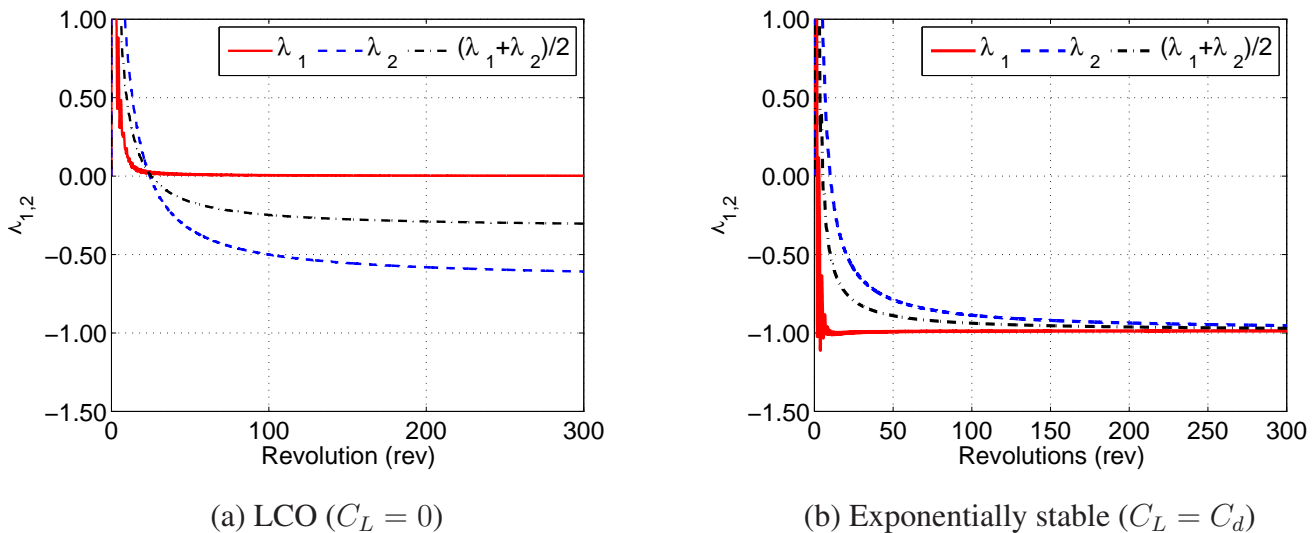 1.00
0.50
0.00
−0.50
−1.00
−1.50
λ1,2
λ 1 λ 2 (λ 1+λ 2)/2
0 100 200 300
Revolution (rev)
(a) LCO (C_L = 0)
1.00
0.50
0.00
−0.50
−1.00
−1.50
λ1,2
λ 1 λ 2 (λ 1+λ 2)/2
0 50 100 150 200 250 300
Revolutions (rev)
(b) Exponentially stable (C_L = C_d)